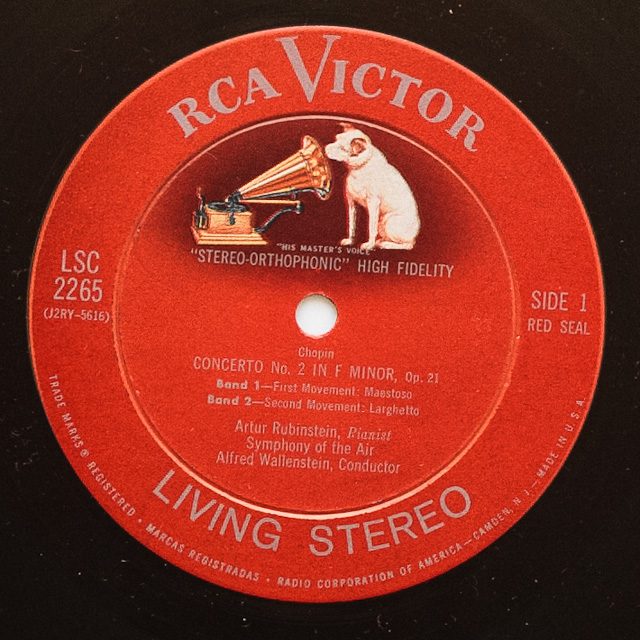 RCA VICTOR
"HIS MASTER'S VOICE"
"STEREO-ORTHOPHONIC" HIGH FIDELITY
LSC
2265
(J2RY-5616)
SIDE 1
RED SEAL
Chopin
CONCERTO No. 2 IN F MINOR, Op. 21
Band 1—First Movement: Maestoso
Band 2—Second Movement: Larghetto
Artur Rubinstein, Pianist
Symphony of the Air
Alfred Wallenstein, Conductor
LIVING STEREO
TRADE MARKS® REGISTERED • MARCAS REGISTRADAS • RADIO CORPORATION OF AMERICA—CAMDEN, N. J.—MADE IN U.S.A.